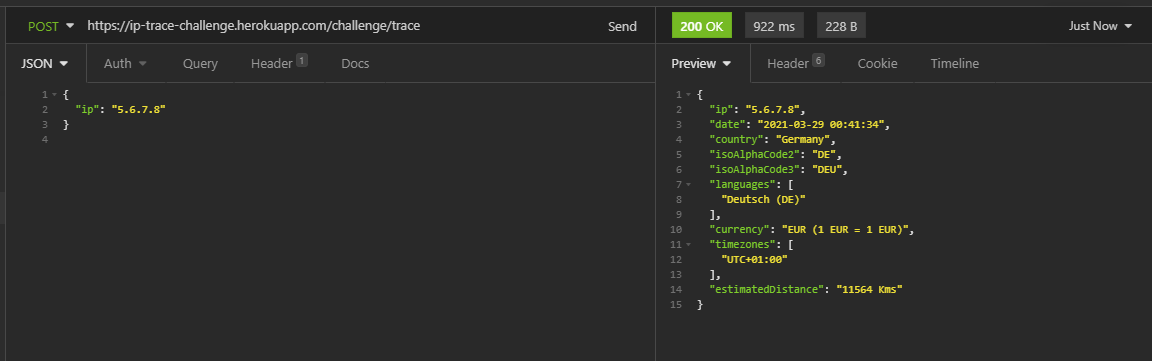 POST https://ip-trace-challenge.herokuapp.com/challenge/trace Send
200 OK 922 ms 228 B Just Now
JSON Auth Query Header 1 Docs
Preview Header 6 Cookie Timeline
1 {
2 "ip": "5.6.7.8"
3 }
4
1 {
2 "ip": "5.6.7.8",
3 "date": "2021-03-29 00:41:34",
4 "country": "Germany",
5 "isoAlphaCode2": "DE",
6 "isoAlphaCode3": "DEU",
7 "languages": [
8 "Deutsch (DE)"
9 ],
10 "currency": "EUR (1 EUR = 1 EUR)",
11 "timezones": [
12 "UTC+01:00"
13 ],
14 "estimatedDistance": "11564 Kms"
15 }